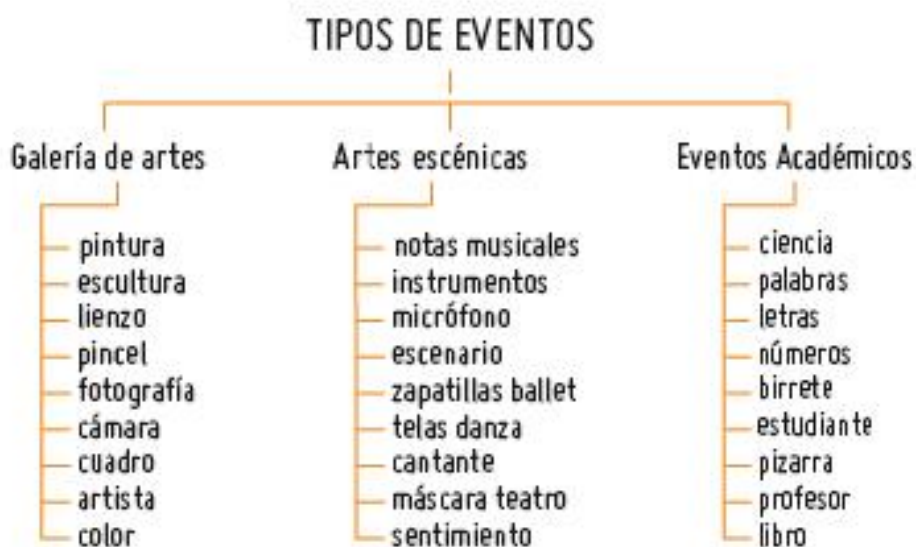 TIPOS DE EVENTOS
Galería de artes
pintura
escultura
lienzo
pincel
fotografía
cámara
cuadro
artista
color
Artes escénicas
notas musicales
instrumentos
micrófono
escenario
zapatillas ballet
telas danza
cantante
máscara teatro
sentimiento
Eventos Académicos
ciencia
palabras
letras
números
birrete
estudiante
pizarra
profesor
libro